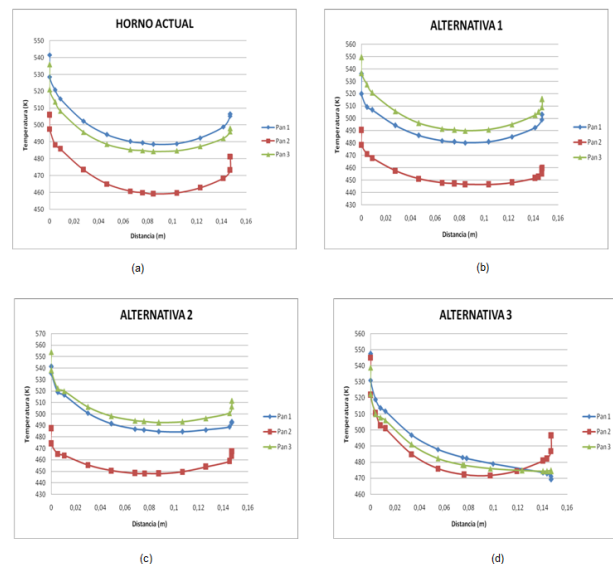 HORNO ACTUAL
550
540
530
520
510
500
490
480
470
460
450
Temperatura (K)
0 0,02 0,04 0,06 0,08 0,1 0,12 0,14 0,16
Distancia (m)
Pan 1
Pan 2
Pan 3
(a)
ALTERNATIVA 1
560
550
540
530
520
510
500
490
480
470
460
450
440
430
Temperatura (K)
0 0,02 0,04 0,06 0,08 0,1 0,12 0,14 0,16
Distancia (m)
Pan 1
Pan 2
Pan 3
(b)
ALTERNATIVA 2
570
560
550
540
530
520
510
500
490
480
470
460
450
440
430
Temperatura (K)
0 0,02 0,04 0,06 0,08 0,1 0,12 0,14 0,16
Distancia (m)
Pan 1
Pan 2
Pan 3
(c)
ALTERNATIVA 3
560
550
540
530
520
510
500
490
480
470
460
Temperatura (K)
0 0,02 0,04 0,06 0,08 0,1 0,12 0,14 0,16
Distancia (m)
Pan 1
Pan 2
Pan 3
(d)